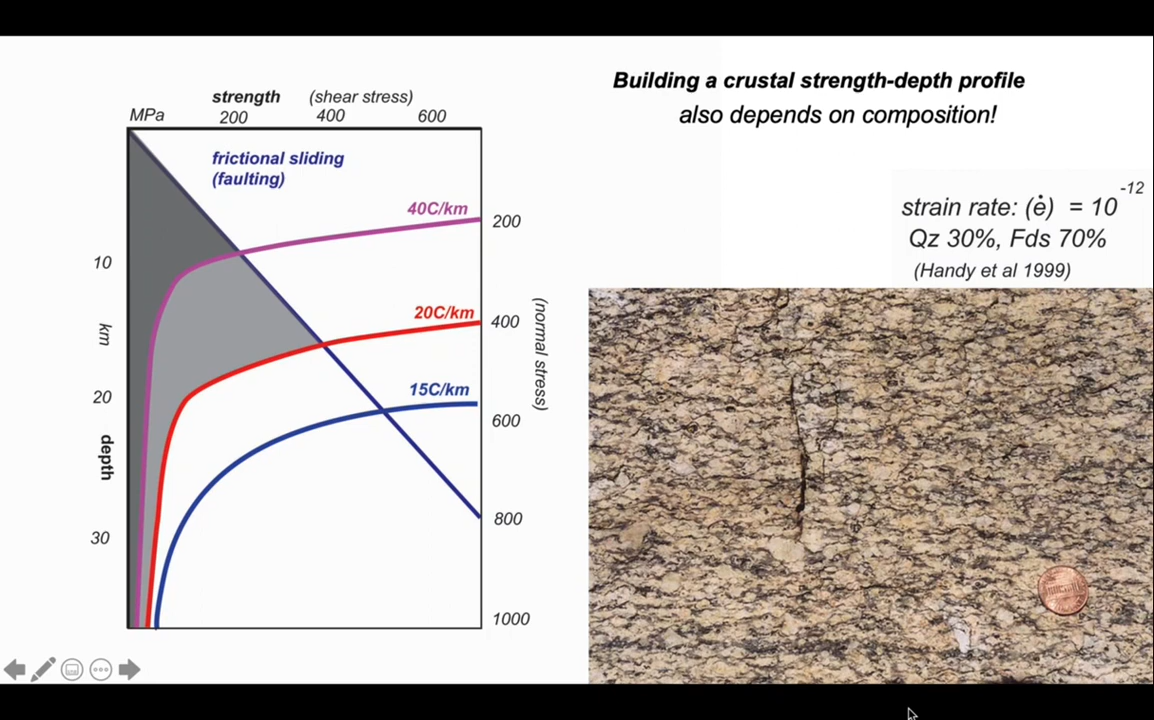 Building a crustal strength-depth profile
also depends on composition!
strength (shear stress)
MPa 200 400 600
frictional sliding
(faulting)
40C/km
20C/km
15C/km
10
km
20
depth
30
200
400
600
800
1000
(normal stress)
strain rate: (ė) = 10⁻¹²
Qz 30%, Fds 70%
(Handy et al 1999)